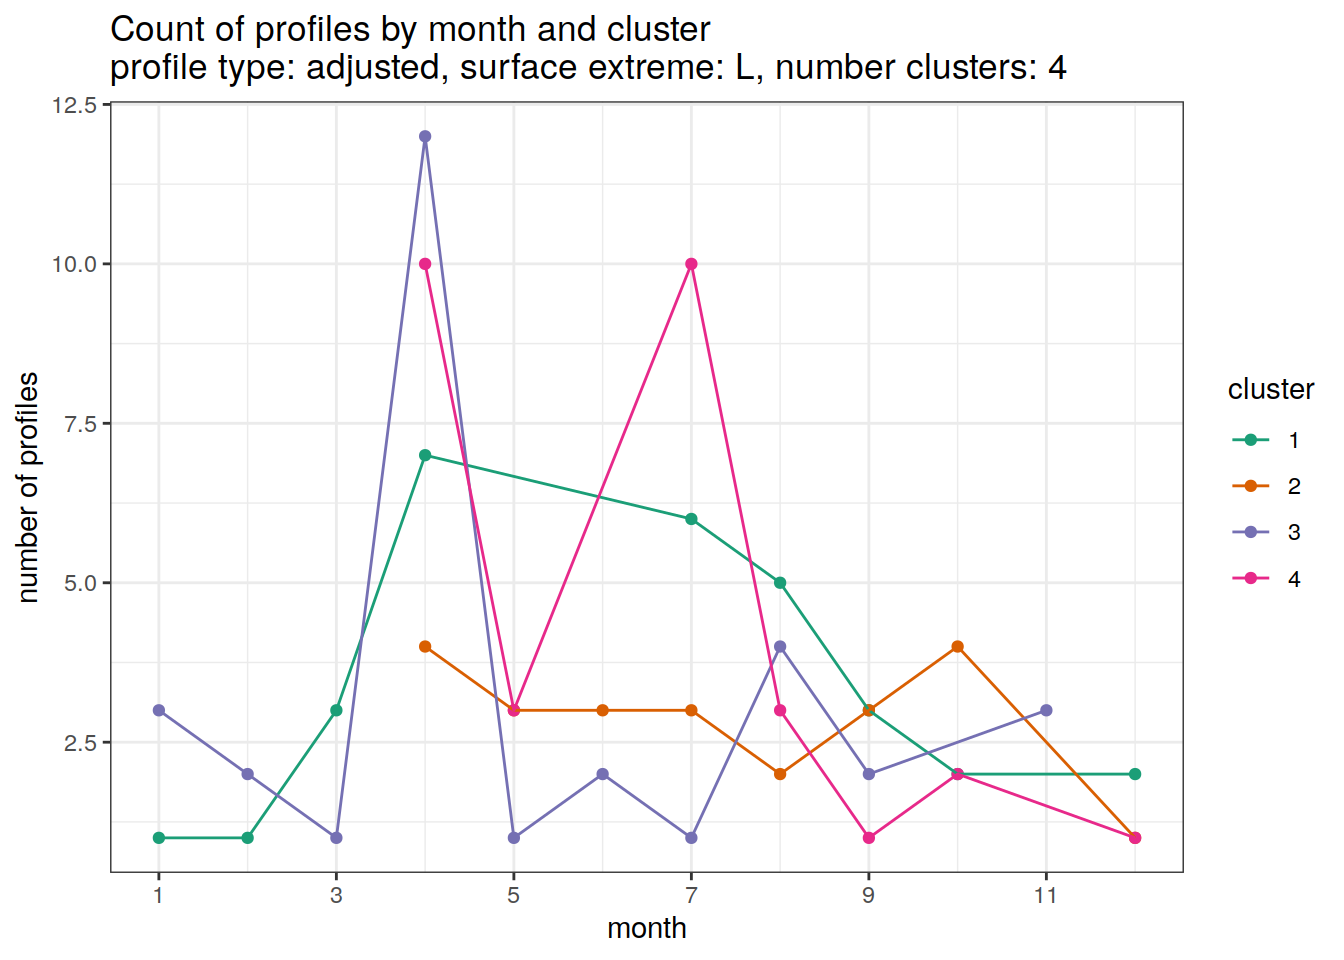 Count of profiles by month and cluster
profile type: adjusted, surface extreme: L, number clusters: 4
12.5
10.0
7.5
5.0
2.5
number of profiles
1 3 5 7 9 11
month
cluster
1
2
3
4